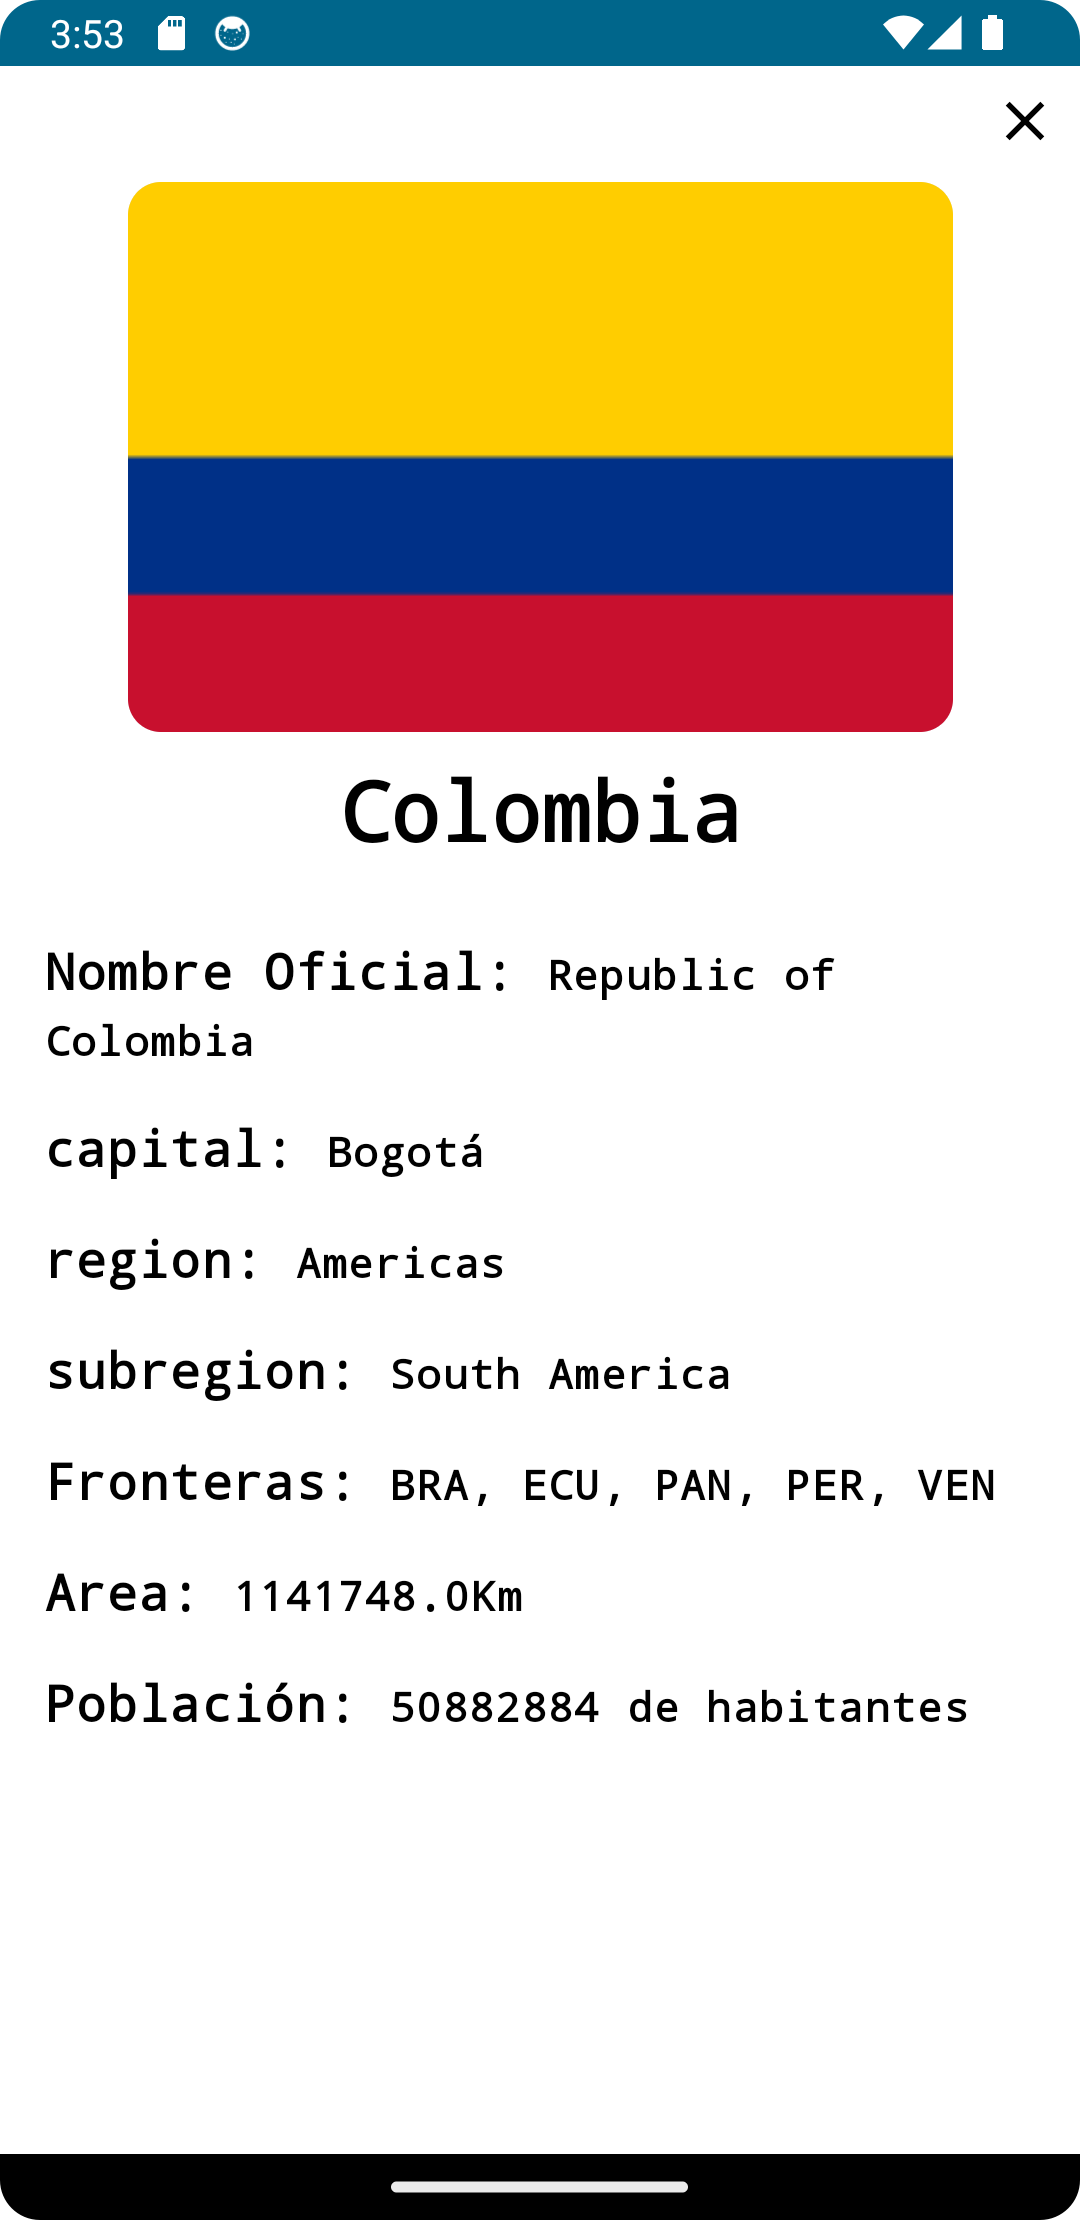 3:53
Colombia
Nombre Oficial: Republic of
Colombia
capital: Bogotá
region: Americas
subregion: South America
Fronteras: BRA, ECU, PAN, PER, VEN
Area: 1141748.0Km
Población: 50882884 de habitantes